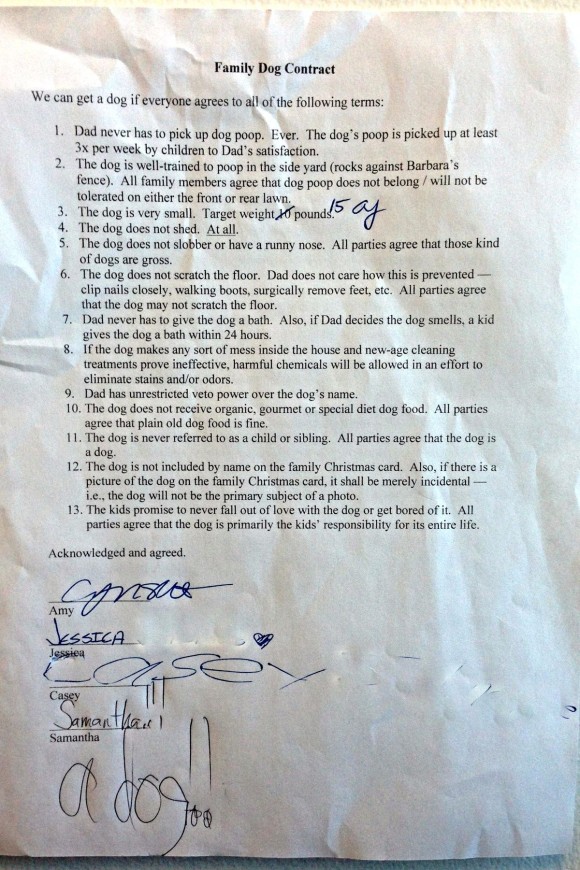 Family Dog Contract
We can get a dog if everyone agrees to all of the following terms:
1. Dad never has to pick up dog poop. Ever. The dog's poop is picked up at least
3x per week by children to Dad's satisfaction.
2. The dog is well-trained to poop in the side yard (rocks against Barbara's
fence). All family members agree that dog poop does not belong / will not be
tolerated on either the front or rear lawn.
3. The dog is very small. Target weight 10 pounds. 15
4. The dog does not shed. At all.
5. The dog does not slobber or have a runny nose. All parties agree that those kind
of dogs are gross.
6. The dog does not scratch the floor. Dad does not care how this is prevented —
clip nails closely, walking boots, surgically remove feet, etc. All parties agree
that the dog may not scratch the floor.
7. Dad never has to give the dog a bath. Also, if Dad decides the dog smells, a kid
gives the dog a bath within 24 hours.
8. If the dog makes any sort of mess inside the house and new-age cleaning
treatments prove ineffective, harmful chemicals will be allowed in an effort to
eliminate stains and/or odors.
9. Dad has unrestricted veto power over the dog's name.
10. The dog does not receive organic, gourmet or special diet dog food. All parties
agree that plain old dog food is fine.
11. The dog is never referred to as a child or sibling. All parties agree that the dog is
a dog.
12. The dog is not included by name on the family Christmas card. Also, if there is a
picture of the dog on the family Christmas card, it shall be merely incidental —
i.e., the dog will not be the primary subject of a photo.
13. The kids promise to never fall out of love with the dog or get bored of it. All
parties agree that the dog is primarily the kids' responsibility for its entire life.
Acknowledged and agreed.
Amy
JESSICA
Jessica
Casey
Casey
Samantha
Samantha
a dog!!